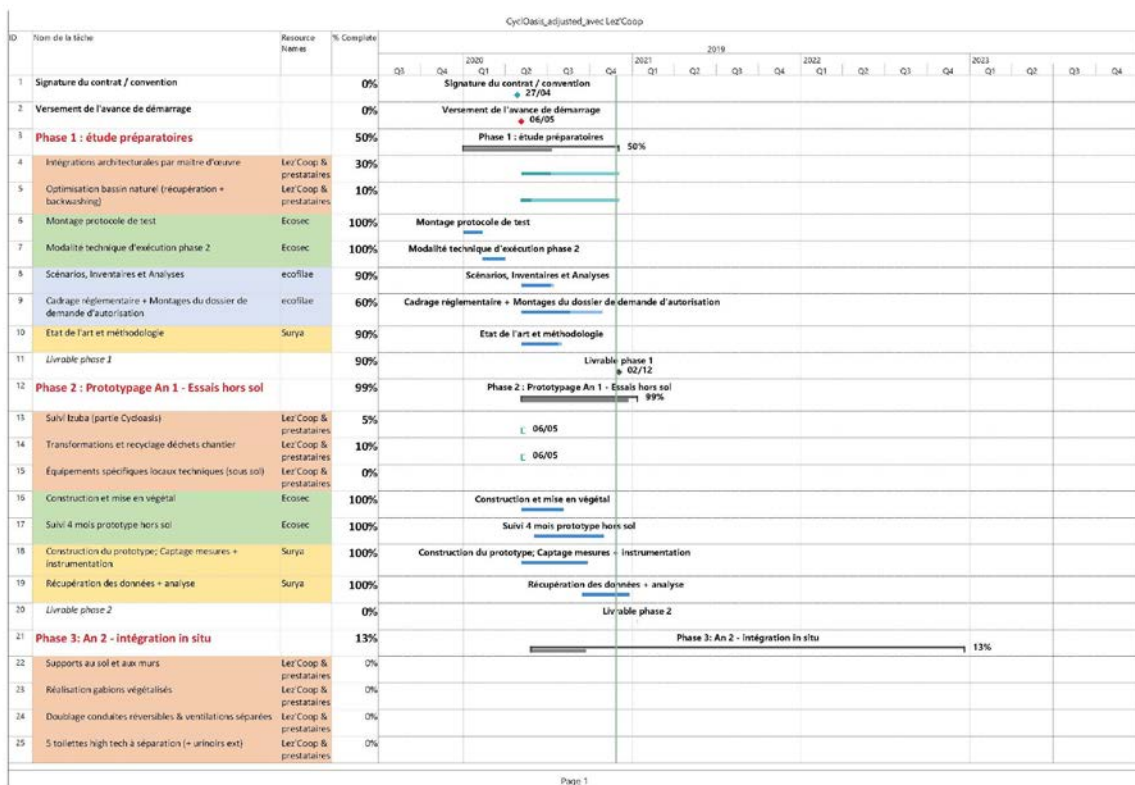 CyclOasis_adjusted_avec Lez'Coop
ID Nom de la tâche Resource Names % Complete
2019
2020 2021 2022 2023
Q3 Q4 Q1 Q2 Q3 Q4 Q1 Q2 Q3 Q4 Q1 Q2 Q3 Q4 Q1 Q2 Q3 Q4
1 Signature du contrat / convention 0% Signature du contrat / convention
27/04
2 Versement de l'avance de démarrage 0% Versement de l'avance de démarrage
06/05
3 Phase 1 : étude préparatoires 50% Phase 1 : étude préparatoires
50%
4 Intégrations architecturales par maitre d'œuvre Lez'Coop & prestataires 30%
5 Optimisation bassin naturel (récupération + backwashing) Lez'Coop & prestataires 10%
6 Montage protocole de test Ecosec 100% Montage protocole de test
7 Modalité technique d'exécution phase 2 Ecosec 100% Modalité technique d'exécution phase 2
8 Scénarios, Inventaires et Analyses ecofilae 90% Scénarios, Inventaires et Analyses
9 Cadrage réglementaire + Montages du dossier de demande d'autorisation ecofilae 60% Cadrage réglementaire + Montages du dossier de demande d'autorisation
10 Etat de l'art et méthodologie Surya 90% Etat de l'art et méthodologie
11 Livrable phase 1 90% Livrable phase 1
02/12
12 Phase 2 : Prototypage An 1 - Essais hors sol 99% Phase 2 : Prototypage An 1 - Essais hors sol
99%
13 Suivi Izuba (partie Cycloasis) Lez'Coop & prestataires 5%
06/05
14 Transformations et recyclage déchets chantier Lez'Coop & prestataires 10%
06/05
15 Équipements spécifiques locaux techniques (sous sol) Lez'Coop & prestataires 0%
16 Construction et mise en végétal Ecosec 100% Construction et mise en végétal
17 Suivi 4 mois prototype hors sol Ecosec 100% Suivi 4 mois prototype hors sol
18 Construction du prototype; Captage mesures + instrumentation Surya 100% Construction du prototype; Captage mesures + instrumentation
19 Récupération des données + analyse Surya 100% Récupération des données + analyse
20 Livrable phase 2 0% Livrable phase 2
21 Phase 3: An 2 - intégration in situ 13% Phase 3: An 2 - intégration in situ
13%
22 Supports au sol et aux murs Lez'Coop & prestataires 0%
23 Réalisation gabions végétalisés Lez'Coop & prestataires 0%
24 Doublage conduites réversibles & ventilations séparées Lez'Coop & prestataires 0%
25 5 toilettes high tech à séparation (+ urinoirs ext) Lez'Coop & prestataires 0%
Page 1